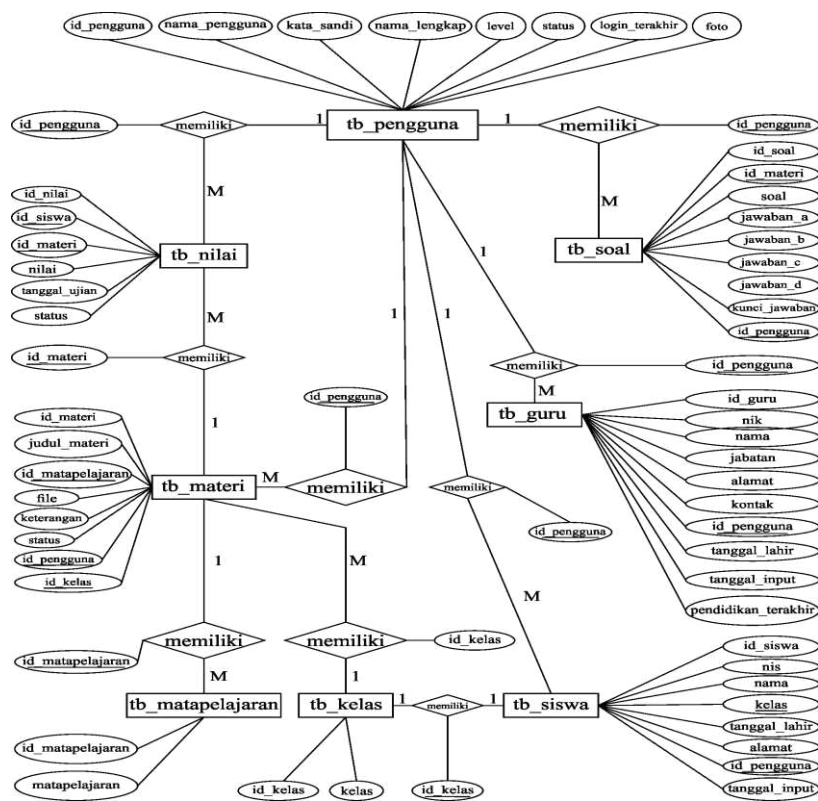 id_pengguna
nama_pengguna
kata_sandi
nama_lengkap
level
status
login_terakhir
foto
id_pengguna
memiliki
1
tb_pengguna
1
memiliki
id_pengguna
M
M
id_soal
id_materi
soal
jawaban_a
jawaban_b
jawaban_c
jawaban_d
kunci_jawaban
id_pengguna
tb_soal
id_nilai
id_siswa
id_materi
nilai
tanggal_ujian
status
tb_nilai
M
id_materi
memiliki
1
1
1
1
memiliki
id_pengguna
M
tb_guru
id_guru
nik
nama
jabatan
alamat
kontak
id_pengguna
tanggal_lahir
tanggal_input
pendidikan_terakhir
id_pengguna
id_materi
judul_materi
id_matapelajaran
file
keterangan
status
id_pengguna
id_kelas
tb_materi
M
memiliki
memiliki
id_pengguna
1
M
M
id_matapelajaran
memiliki
M
memiliki
id_kelas
1
tb_matapelajaran
tb_kelas
1
memiliki
1
tb_siswa
id_siswa
nis
nama
kelas
tanggal_lahir
alamat
id_pengguna
tanggal_input
id_matapelajaran
matapelajaran
id_kelas
kelas
id_kelas